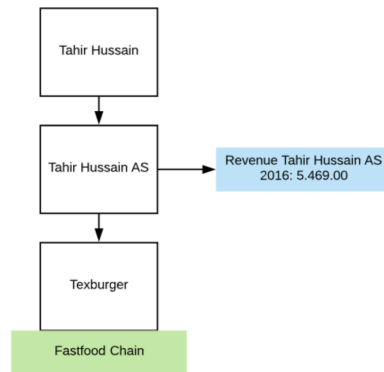 Tahir Hussain
Tahir Hussain AS
Revenue Tahir Hussain AS
2016: 5.469.00
Texburger
Fastfood Chain